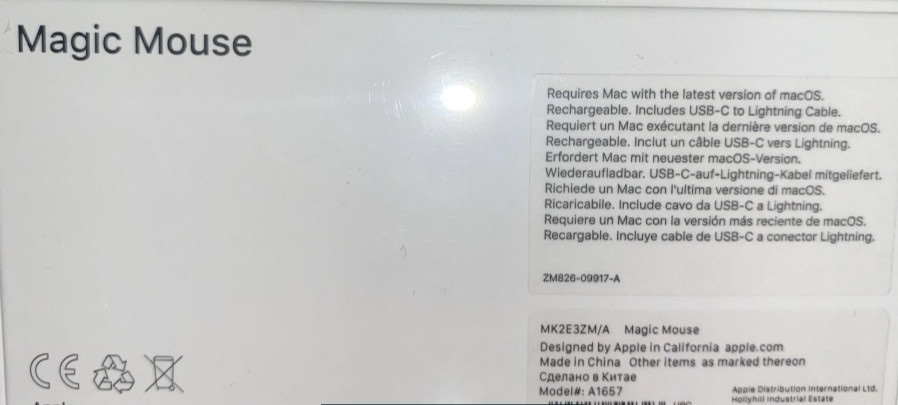 Magic Mouse
Requires Mac with the latest version of macOS.
Rechargeable. Includes USB-C to Lightning Cable.
Requiert un Mac exécutant la dernière version de macOS.
Rechargeable. Inclut un câble USB-C vers Lightning.
Erfordert Mac mit neuester macOS-Version.
Wiederaufladbar. USB-C-auf-Lightning-Kabel mitgeliefert.
Richiede un Mac con l'ultima versione di macOS.
Ricaricabile. Include cavo da USB-C a Lightning.
Requiere un Mac con la versión más reciente de macOS.
Recargable. Incluye cable de USB-C a conector Lightning.
ZM826-09917-A
MK2E3ZM/A Magic Mouse
Designed by Apple in California apple.com
Made in China Other items as marked thereon
Сделано в Китае
Model#: A1657
Apple Distribution International Ltd.
Hollyhill Industrial Estate
CE